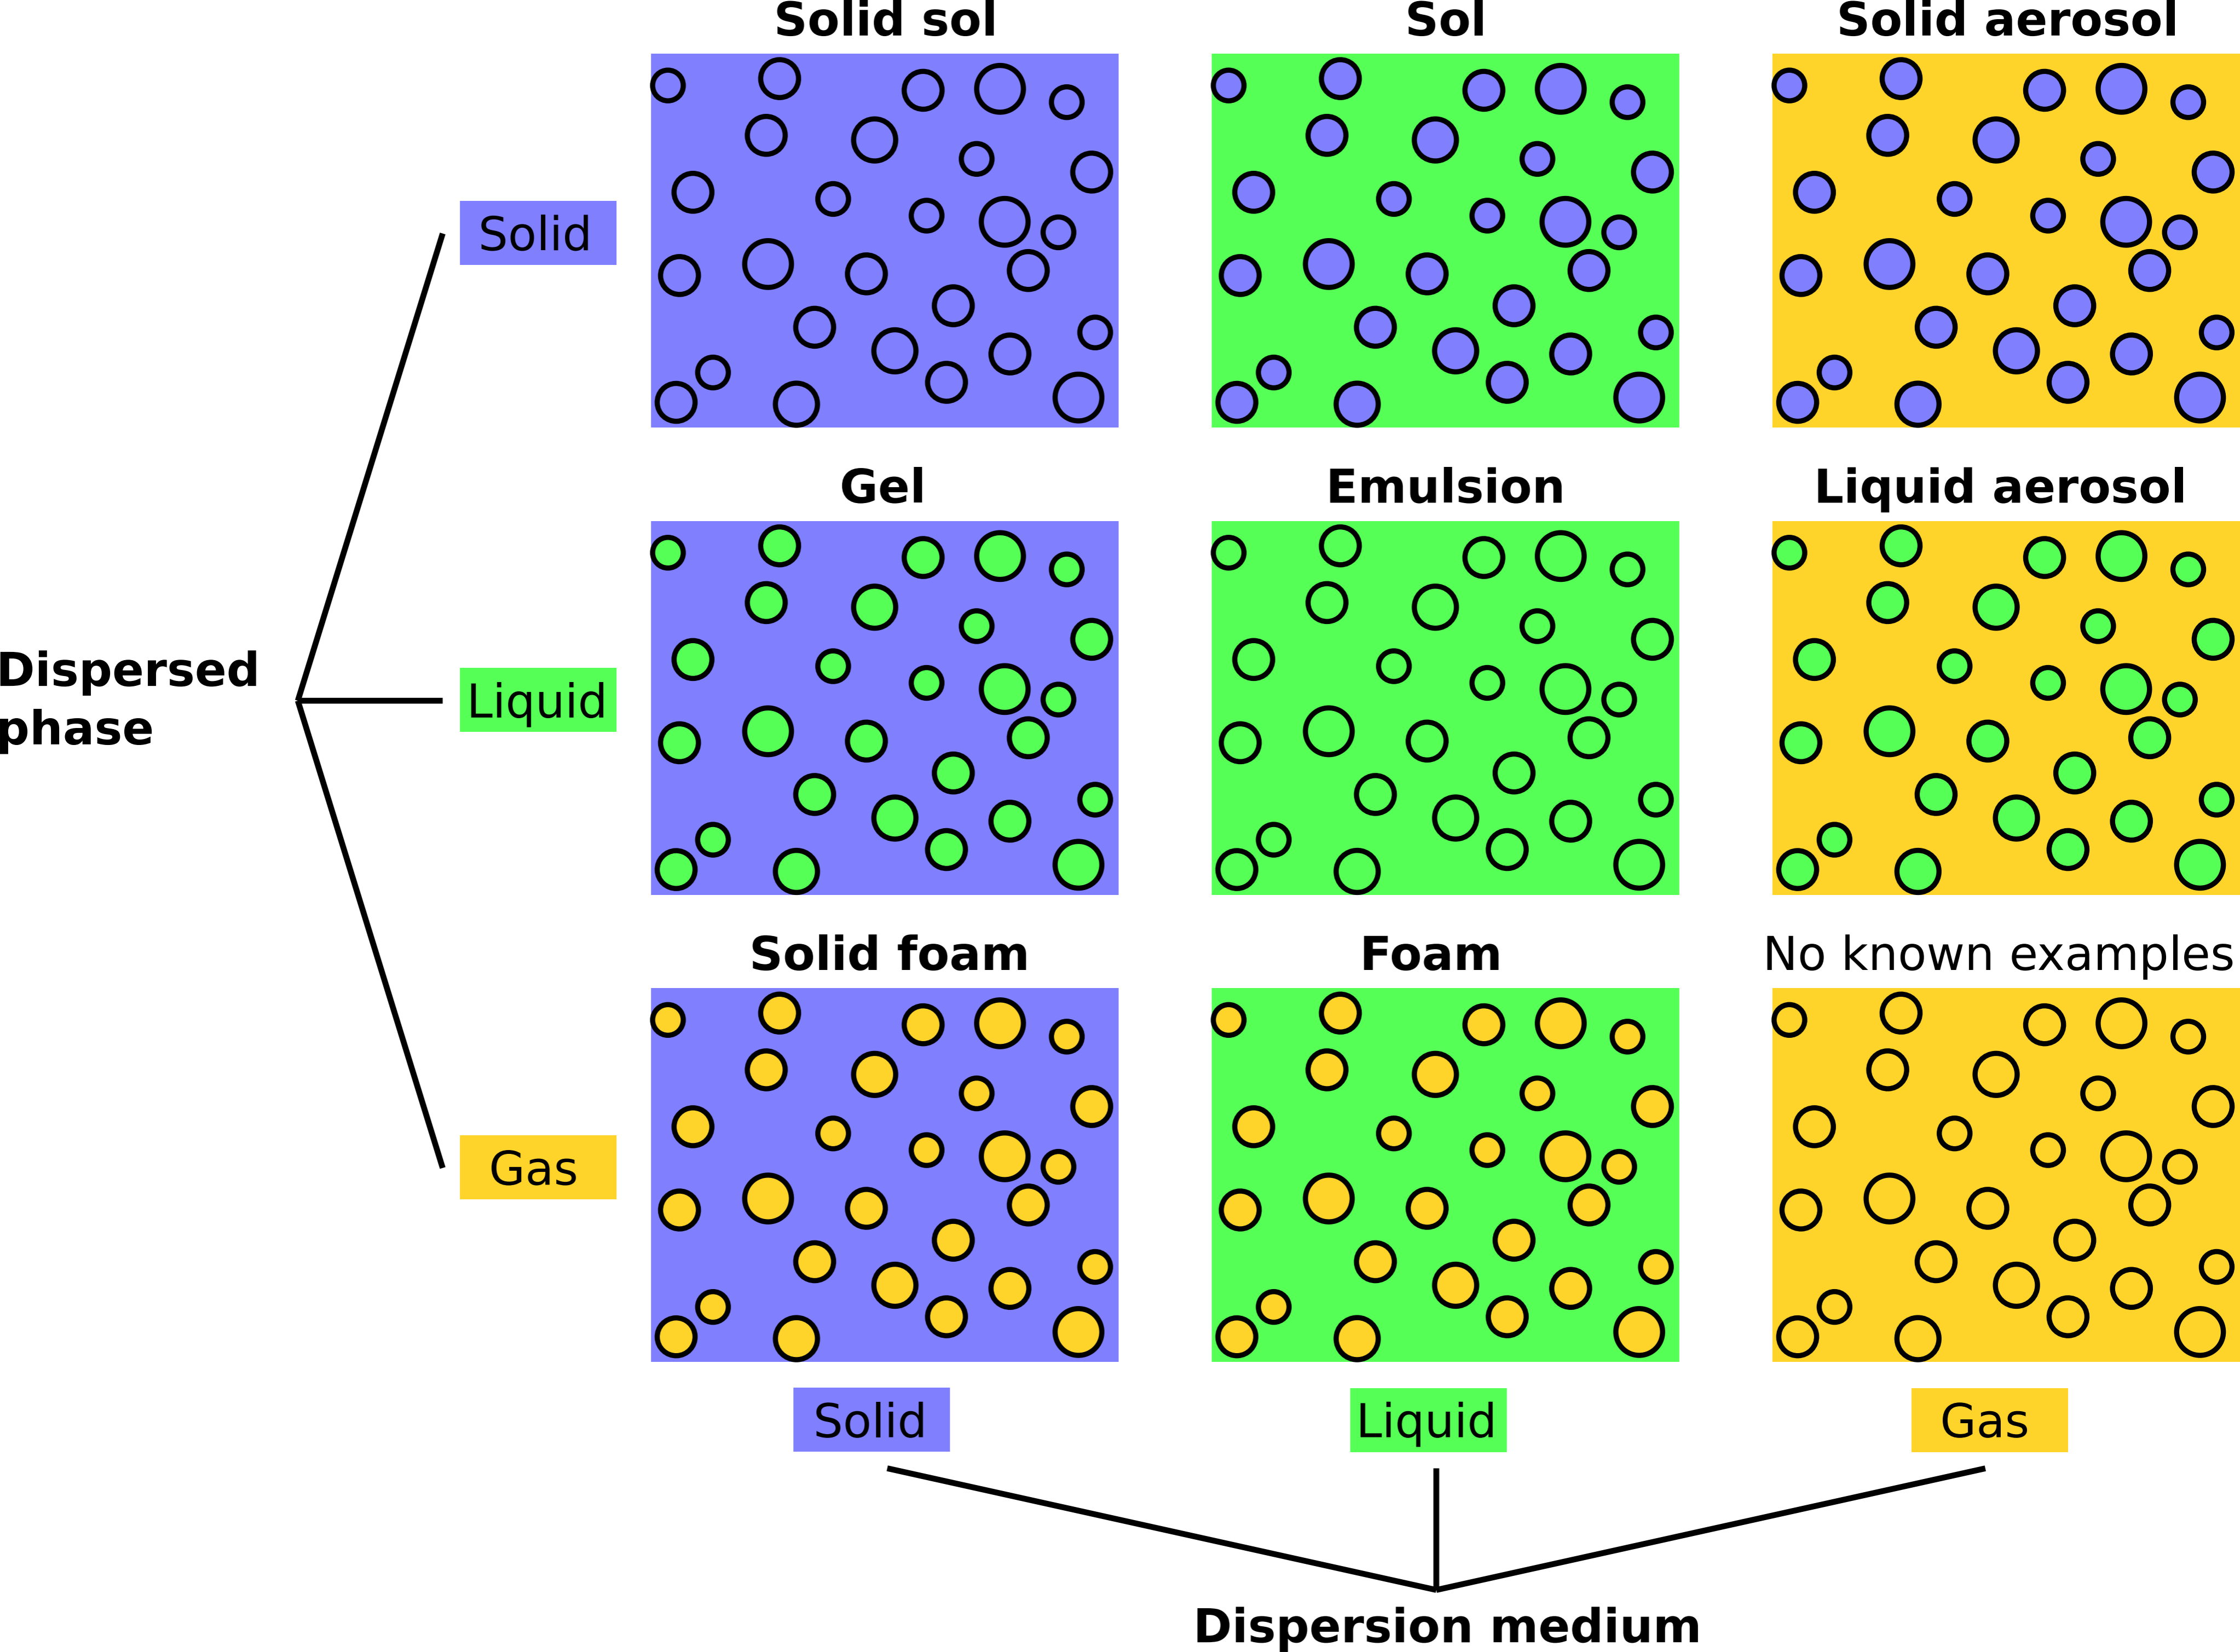 Solid sol
Sol
Solid aerosol
Solid
Gel
Emulsion
Liquid aerosol
Dispersed
phase
Liquid
Solid foam
Foam
No known examples
Gas
Solid
Liquid
Gas
Dispersion medium